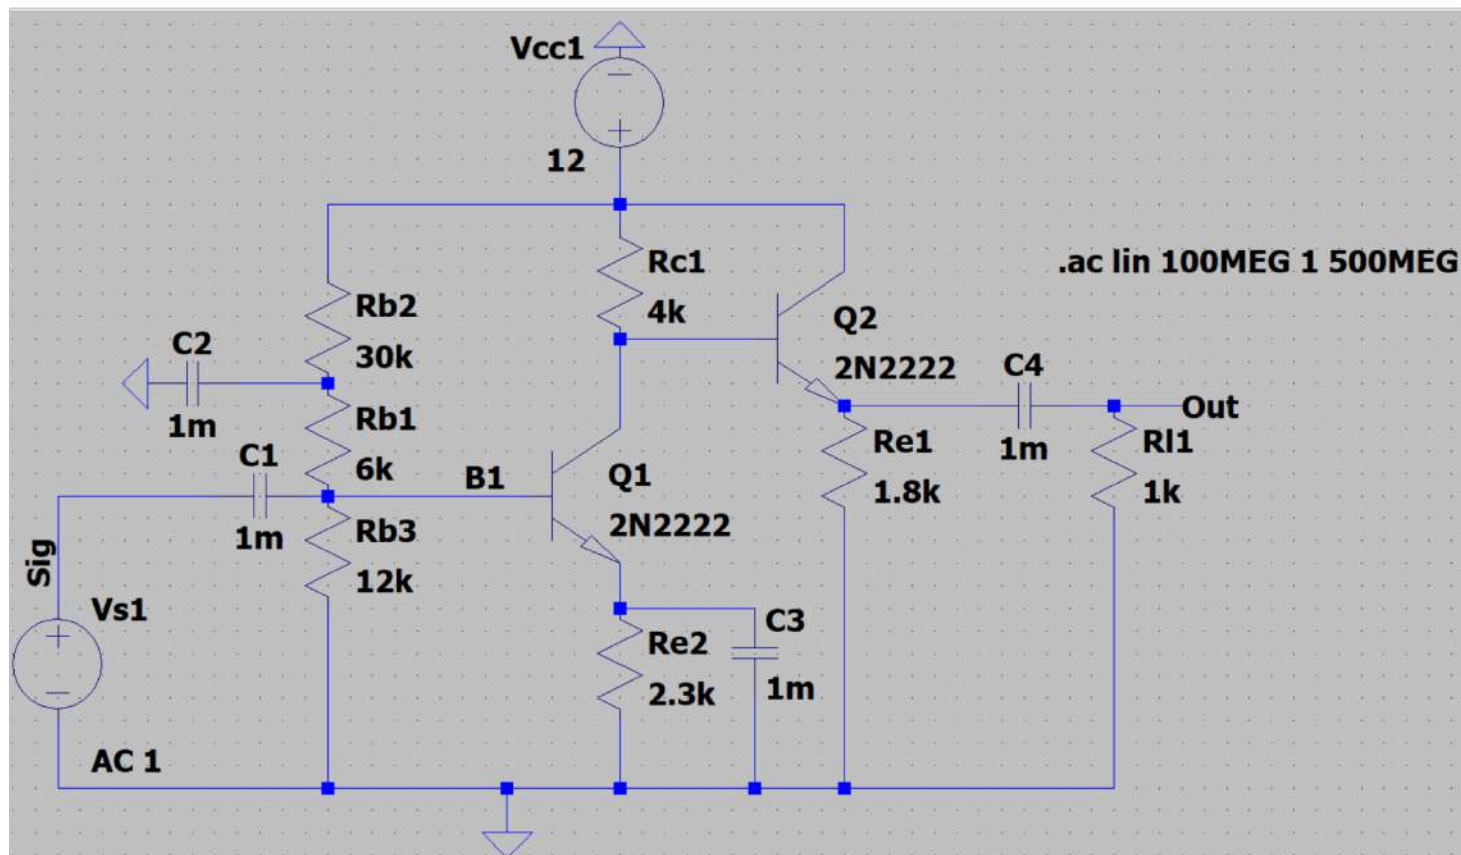 Vcc1
12
Rc1
4k
.ac lin 100MEG 1 500MEG
Rb2
30k
Q2
2N2222
C2
1m
C4
1m
Out
Rb1
6k
C1
1m
B1
Q1
2N2222
Re1
1.8k
Rl1
1k
Rb3
12k
Sig
Vs1
AC 1
C3
1m
Re2
2.3k